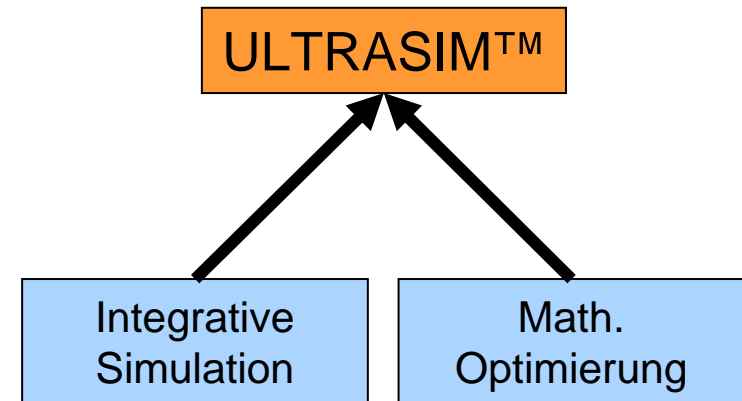 ULTRASIM™
Integrative
Simulation
Math.
Optimierung